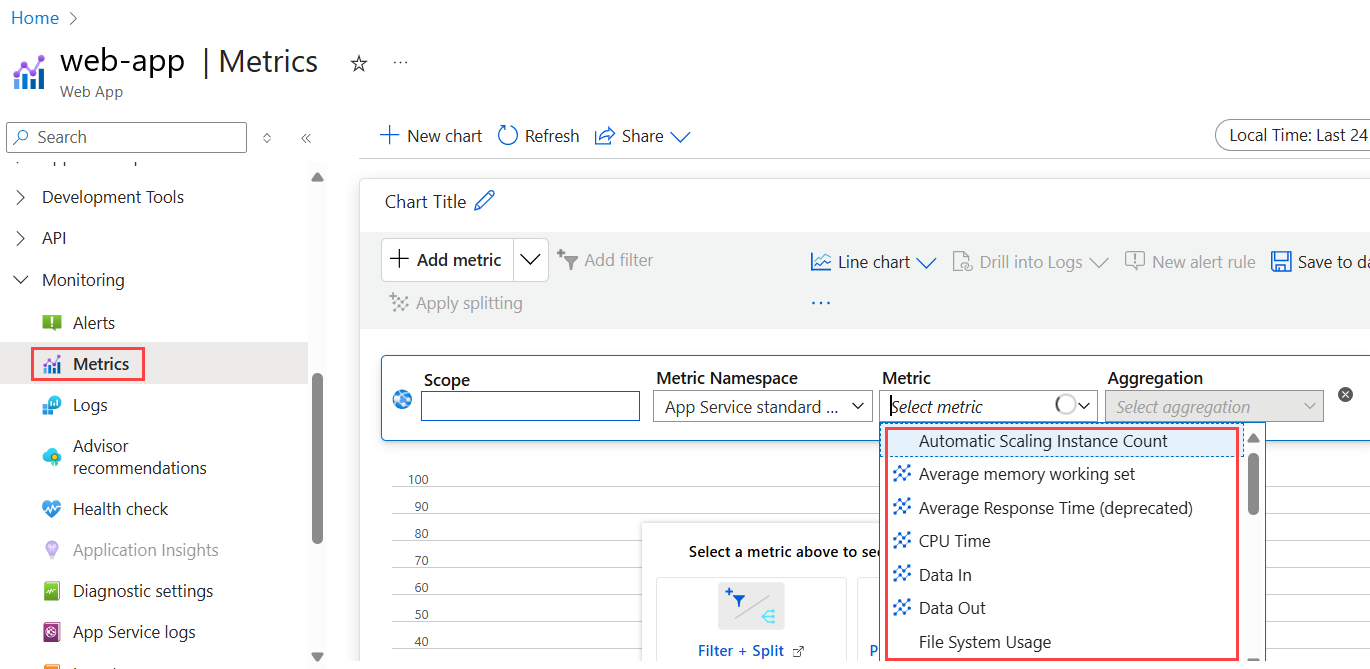 Home
web-app | Metrics
Web App
Search
New chart
Refresh
Share
Local Time: Last 24
Development Tools
API
Monitoring
Alerts
Metrics
Logs
Advisor
recommendations
Health check
Application Insights
Diagnostic settings
App Service logs
Chart Title
Add metric
Add filter
Line chart
Drill into Logs
New alert rule
Save to da
Apply splitting
...
Scope
Metric Namespace
App Service standard ...
Metric
Select metric
Aggregation
Select aggregation
Automatic Scaling Instance Count
Average memory working set
Average Response Time (deprecated)
CPU Time
Data In
Data Out
File System Usage
100
90
80
70
60
50
40
Select a metric above to se
Filter + Split
P